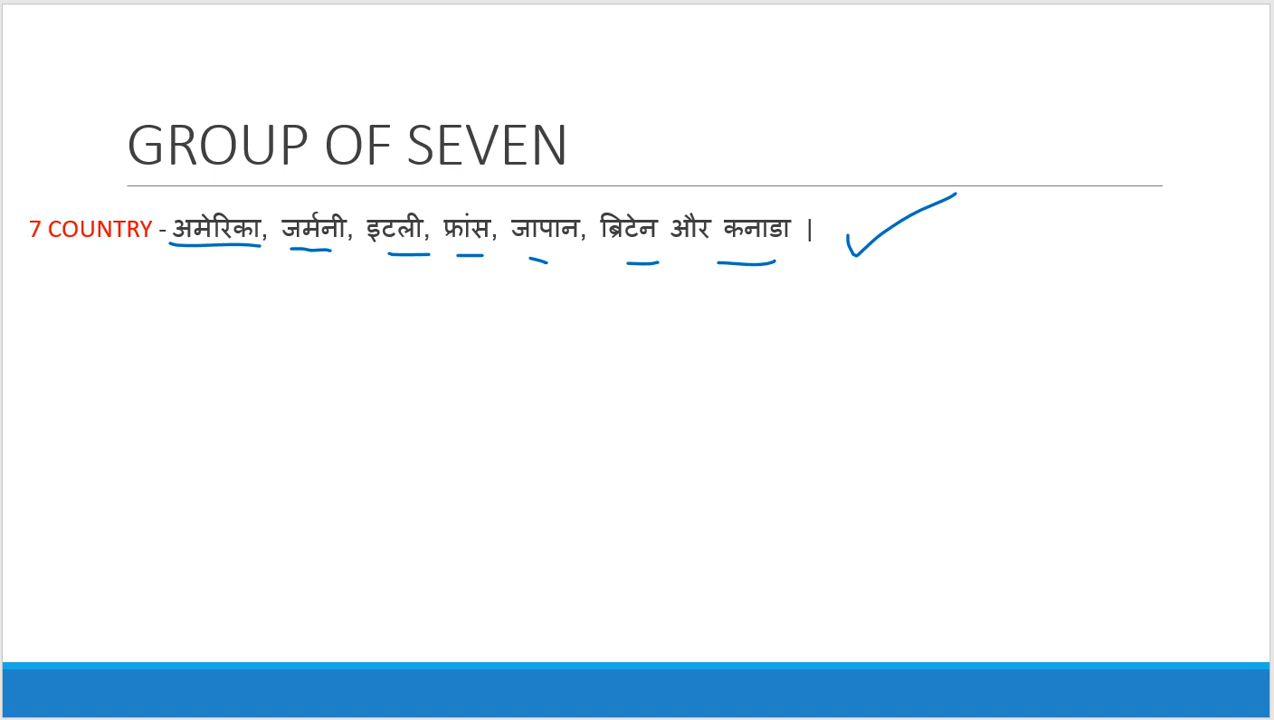 GROUP OF SEVEN
7 COUNTRY - अमेरिका, जर्मनी, इटली, फ्रांस, जापान, ब्रिटेन और कनाडा |